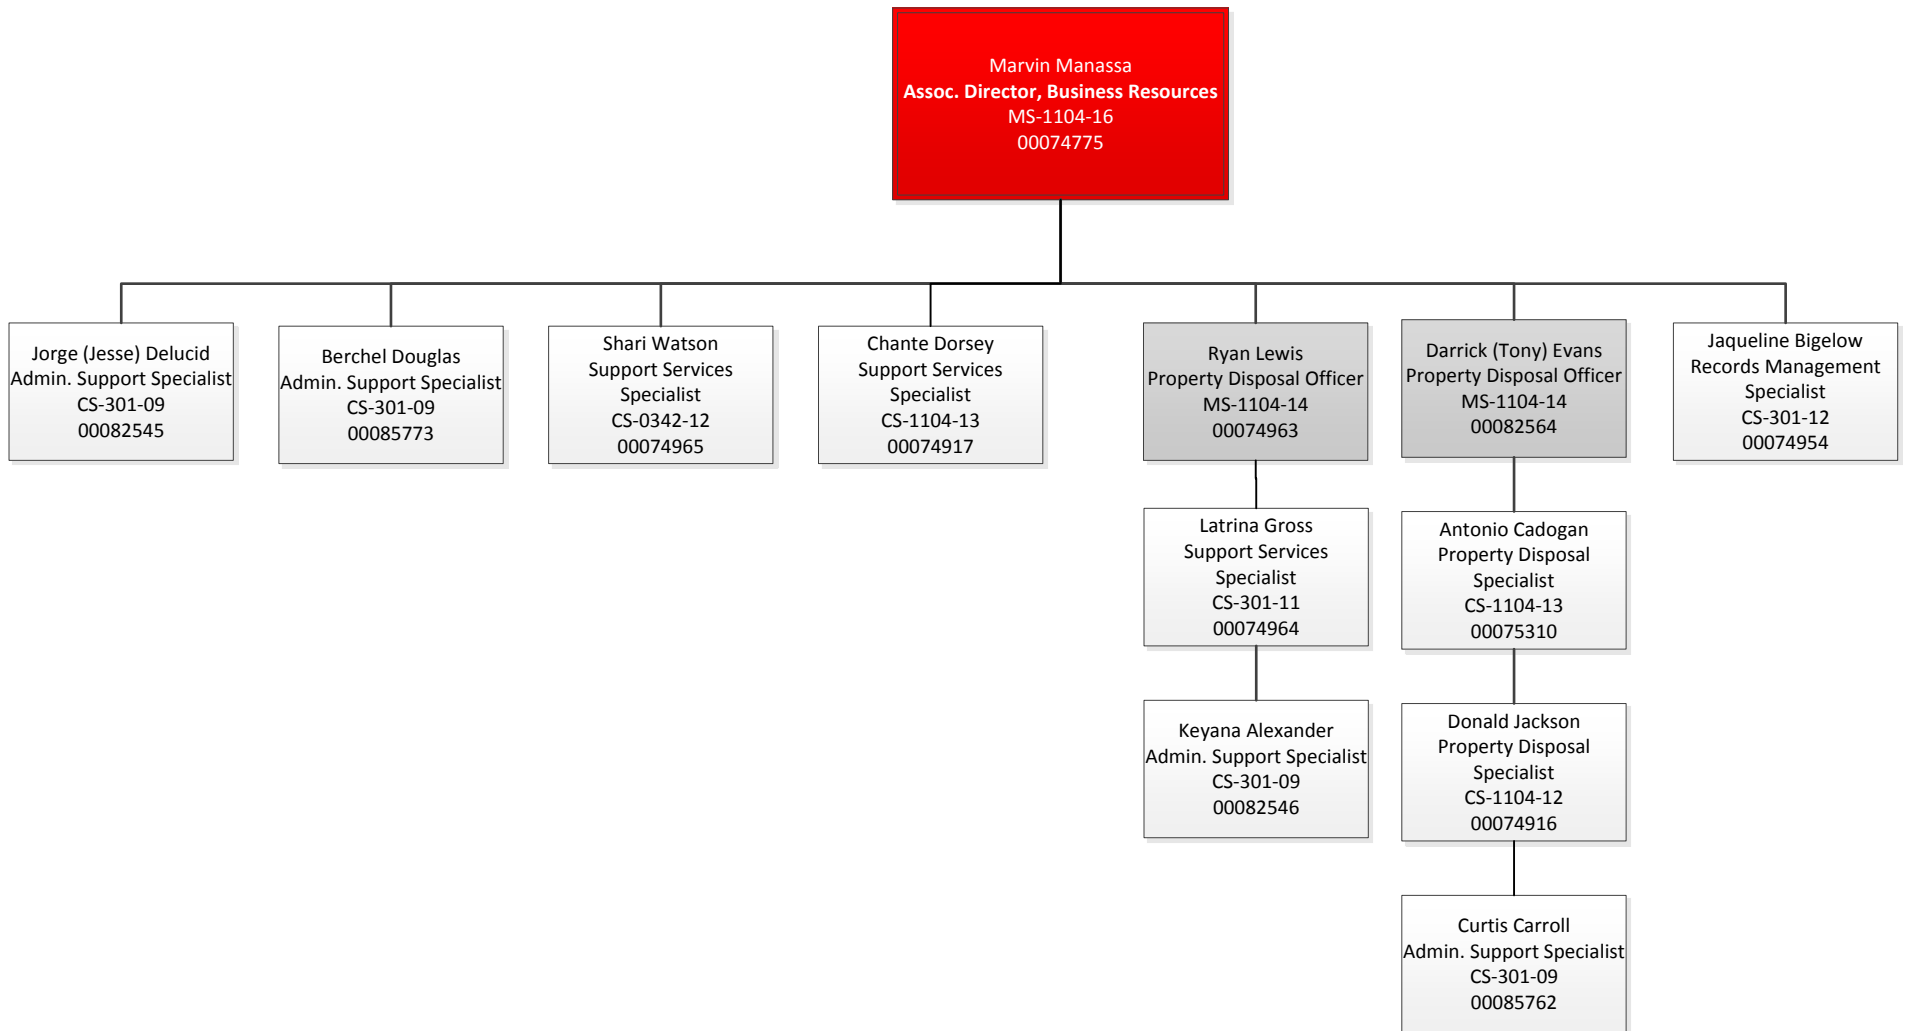 Marvin Manassa
Assoc. Director, Business Resources
MS-1104-16
00074775
Jorge (Jesse) Delucid
Admin. Support Specialist
CS-301-09
00082545
Berchel Douglas
Admin. Support Specialist
CS-301-09
00085773
Shari Watson
Support Services
Specialist
CS-0342-12
00074965
Chante Dorsey
Support Services
Specialist
CS-1104-13
00074917
Ryan Lewis
Property Disposal Officer
MS-1104-14
00074963
Darrick (Tony) Evans
Property Disposal Officer
MS-1104-14
00082564
Jaqueline Bigelow
Records Management
Specialist
CS-301-12
00074954
Latrina Gross
Support Services
Specialist
CS-301-11
00074964
Antonio Cadogan
Property Disposal
Specialist
CS-1104-13
00075310
Keyana Alexander
Admin. Support Specialist
CS-301-09
00082546
Donald Jackson
Property Disposal
Specialist
CS-1104-12
00074916
Curtis Carroll
Admin. Support Specialist
CS-301-09
00085762